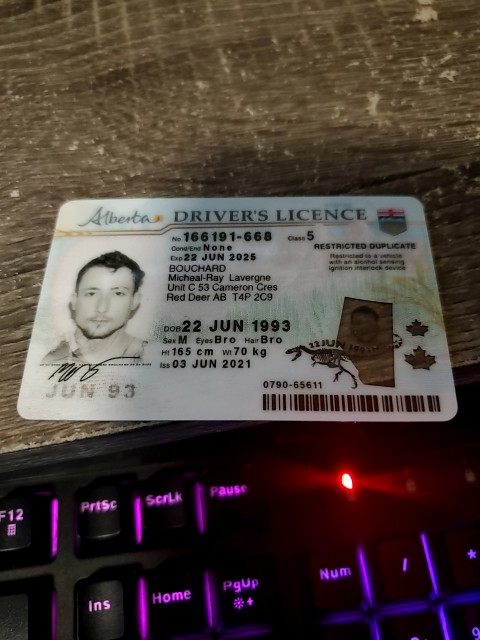 Alberta DRIVER'S LICENCE
No 166191-668 Class 5
Cond/End None RESTRICTED DUPLICATE
Exp 22 JUN 2025 Restricted to a vehicle
BOUCHARD with an alcohol sensing
Micheal-Ray Lavergne ignition interlock device
Unit C 53 Cameron Cres
Red Deer AB T4P 2C9
DOB 22 JUN 1993
Sex M Eyes Bro Hair Bro
Ht 165 cm Wt 70 kg
Iss 03 JUN 2021
JUN 93
0790-65611
F12 PrtSc ScrLk Pause
Ins Home PgUp Num / *